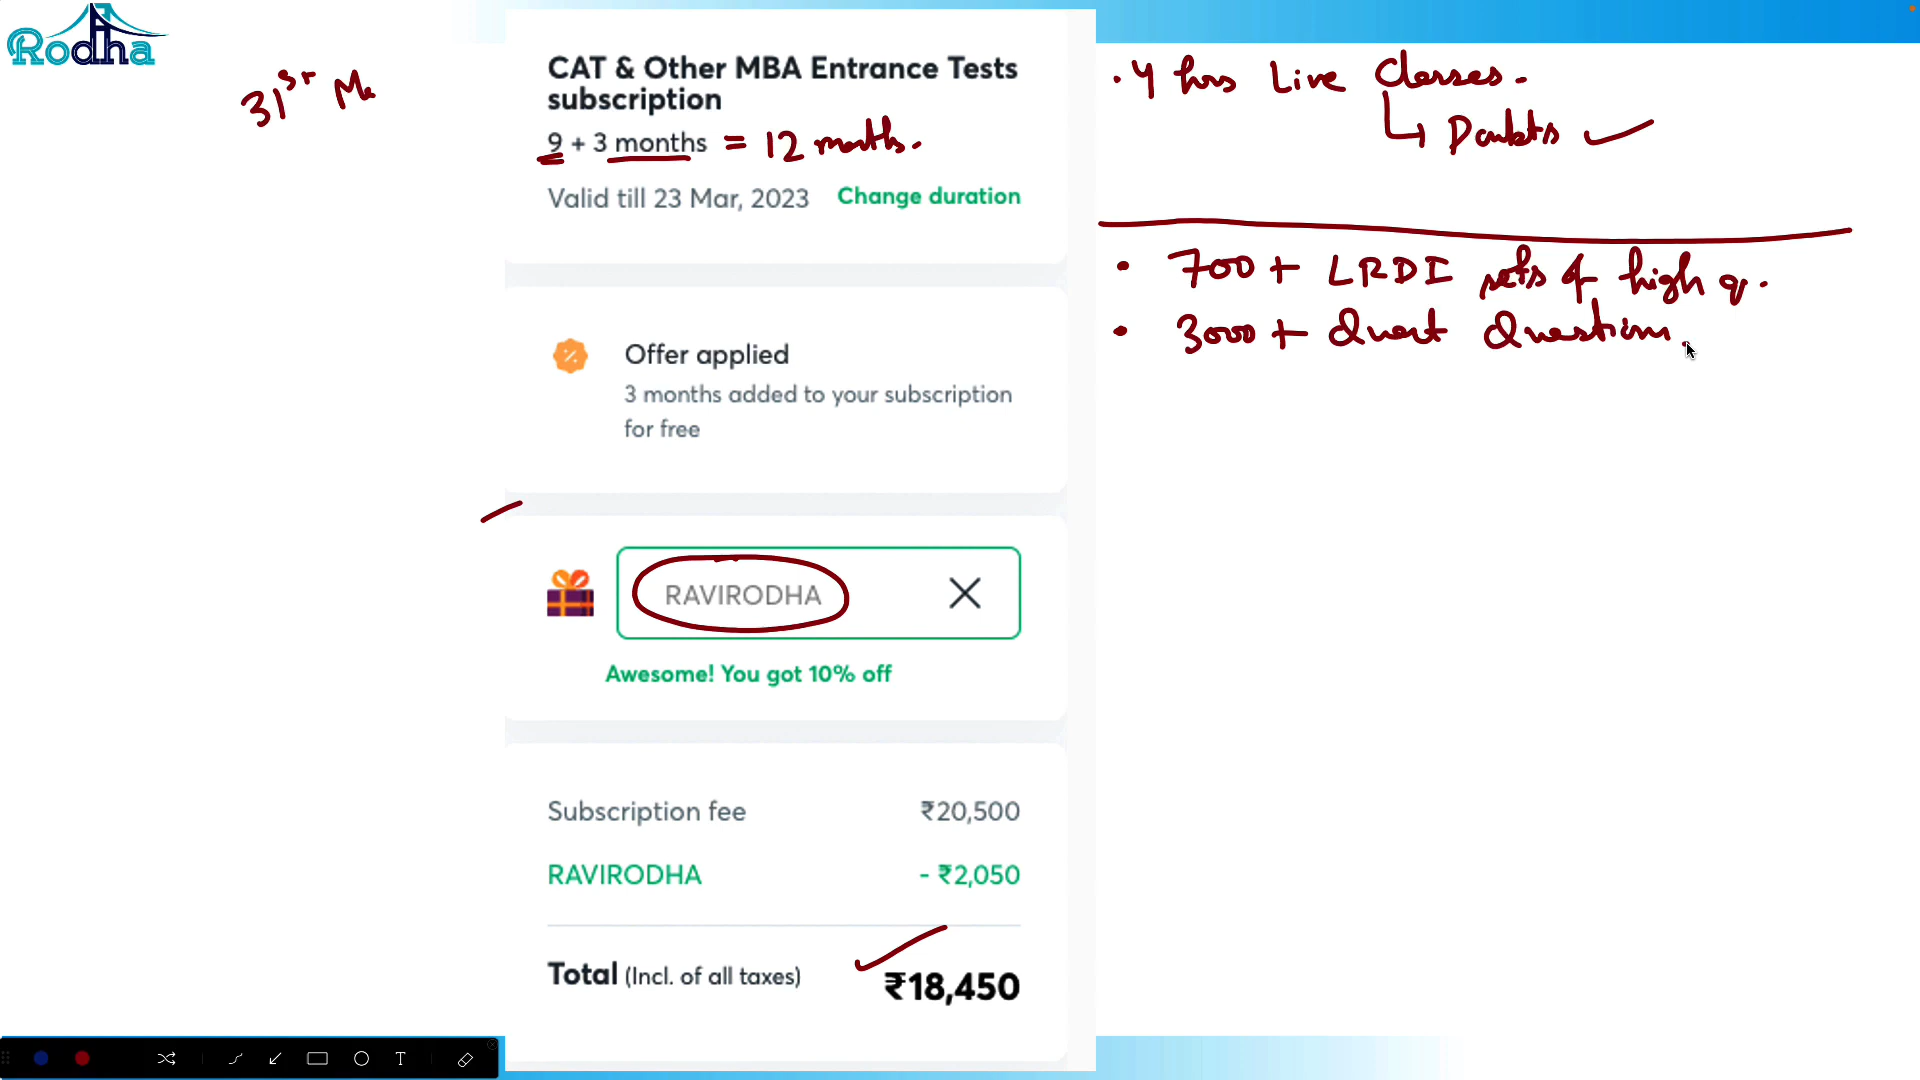 Rodha
31st Ma
CAT & Other MBA Entrance Tests
subscription
9 + 3 months = 12 months.
Valid till 23 Mar, 2023 Change duration
Offer applied
3 months added to your subscription
for free
RAVIRODHA
Awesome! You got 10% off
Subscription fee ₹20,500
RAVIRODHA - ₹2,050
Total (Incl. of all taxes) ₹18,450
• 4 hrs Live Classes.
↳ Doubts ✓
• 700 + LRDI sets of high q.
• 3000 + Quant Questions.
T